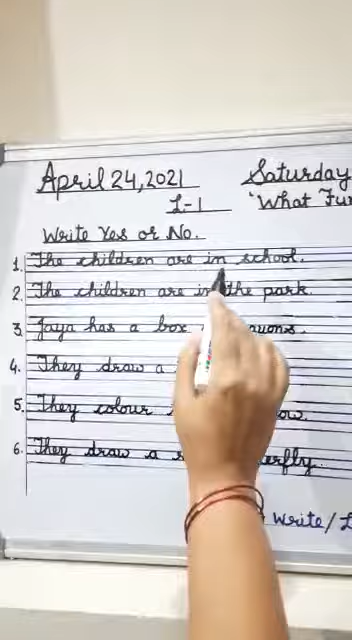 April 24, 2021 Saturday
L-1 'What Fu
Write Yes or No.
1. The children are in school.
2. The children are in the park.
3. Jaya has a box
4. They draw a
5. They colour
6. They draw a
Write/